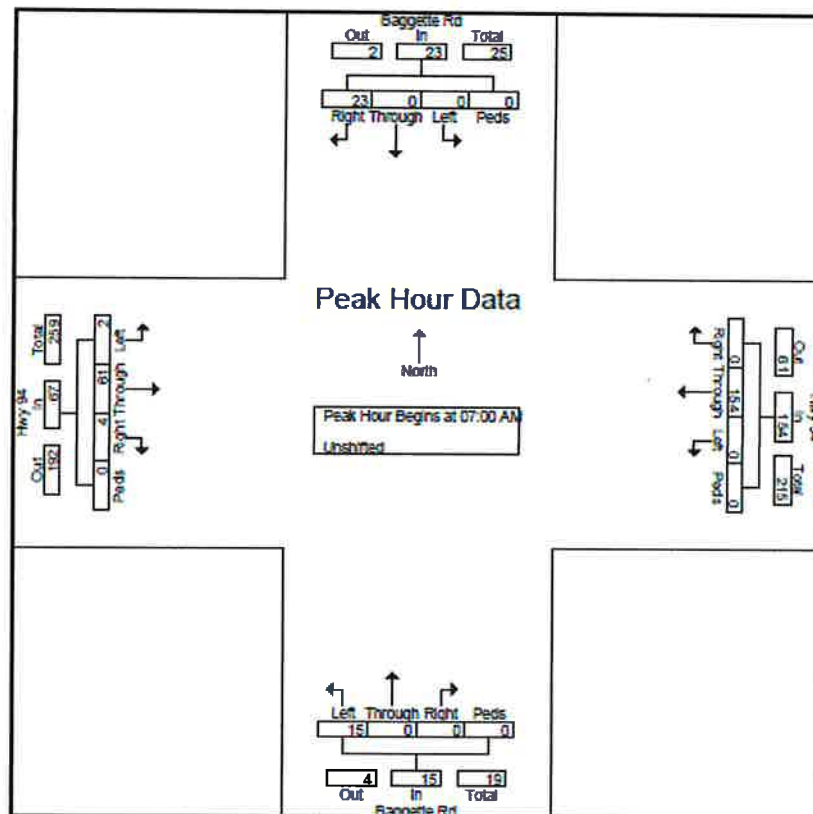 Baggette Rd
Out In Total
2 23 25
23 0 0 0
Right Through Left Peds
Peak Hour Data
North
Peak Hour Begins at 07:00 AM
Unshifted
Hwy 94
Out In Total
192 67 259
2 61 4 0
Left Through Right Peds
Right Through Left Peds
0 154 0 0
Out In Total
61 154 215
Left Through Right Peds
15 0 0 0
4 15 19
Out In Total
Baggette Rd